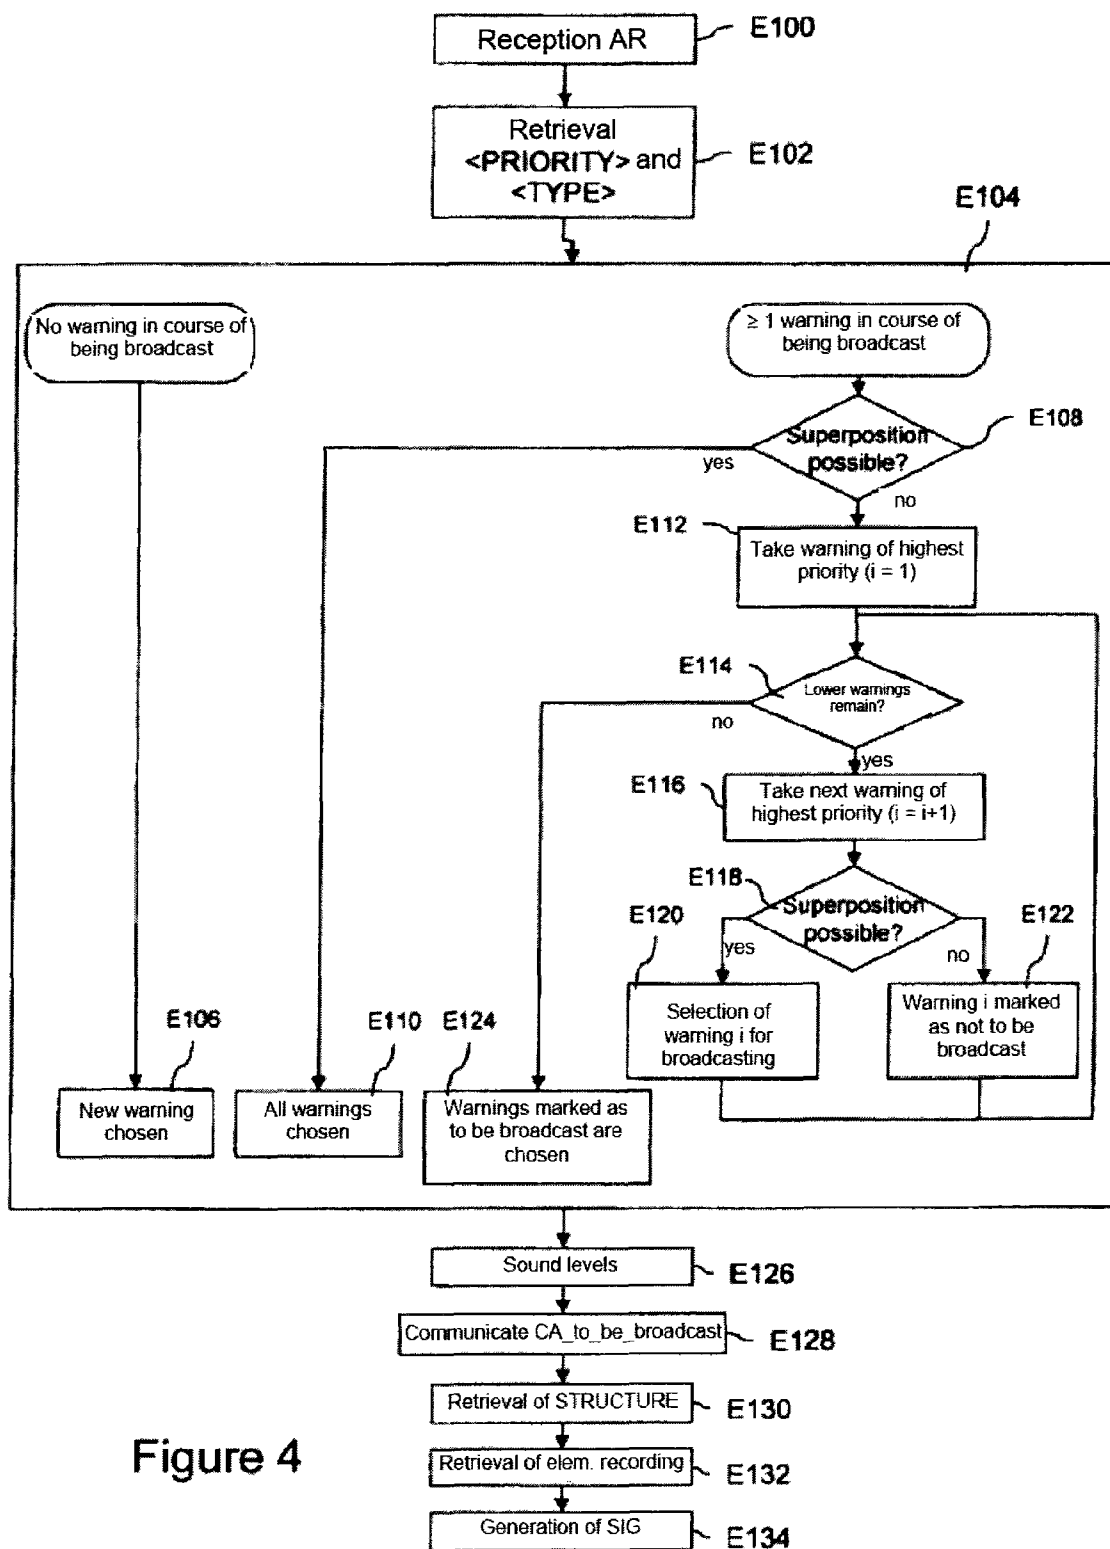 Reception AR
E100
Retrieval
<PRIORITY> and
<TYPE>
E102
E104
No warning in course of
being broadcast
≥ 1 warning in course of
being broadcast
Superposition
possible?
E108
yes
no
E112
Take warning of highest
priority (i = 1)
E114
Lower warnings
remain?
no
yes
E116
Take next warning of
highest priority (i = i+1)
E118
Superposition
possible?
E120
E122
yes
no
Selection of
warning i for
broadcasting
Warning i marked
as not to be
broadcast
E106
E110
E124
New warning
chosen
All warnings
chosen
Warnings marked as
to be broadcast are
chosen
Sound levels
E126
Communicate CA_to_be_broadcast
E128
Retrieval of STRUCTURE
E130
Retrieval of elem. recording
E132
Generation of SIG
E134
Figure 4